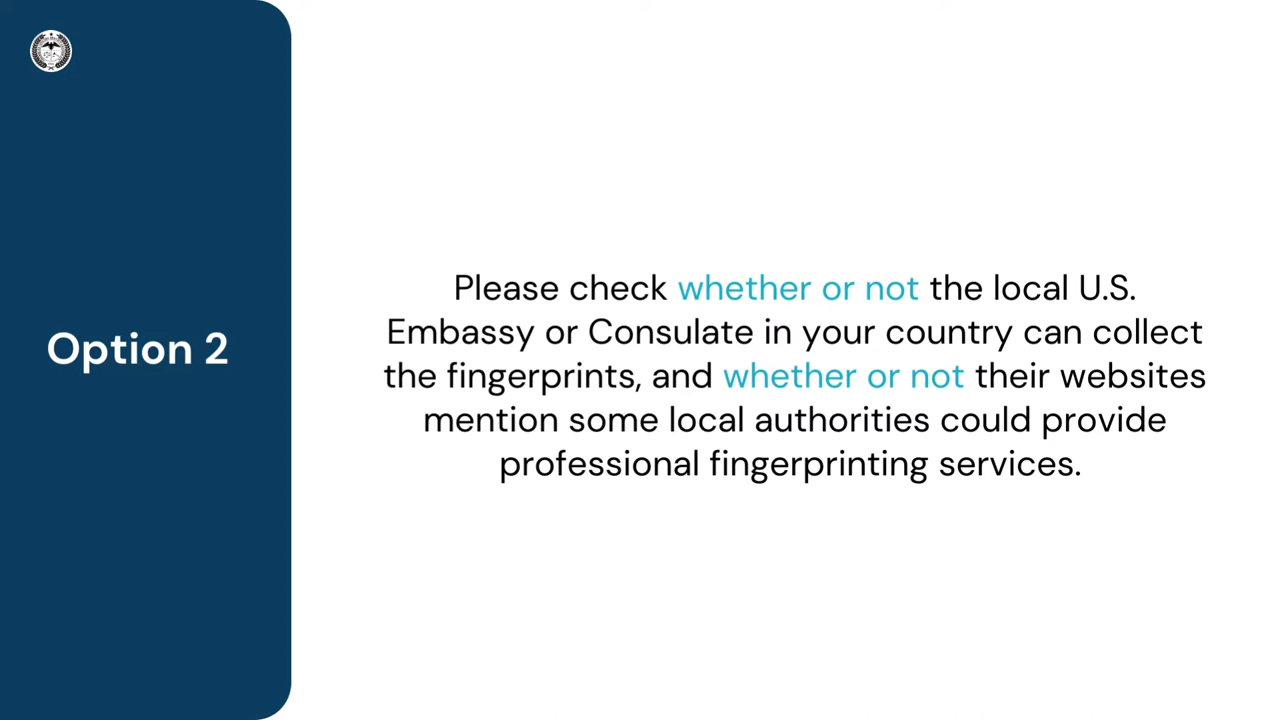 Option 2
Please check whether or not the local U.S.
Embassy or Consulate in your country can collect
the fingerprints, and whether or not their websites
mention some local authorities could provide
professional fingerprinting services.